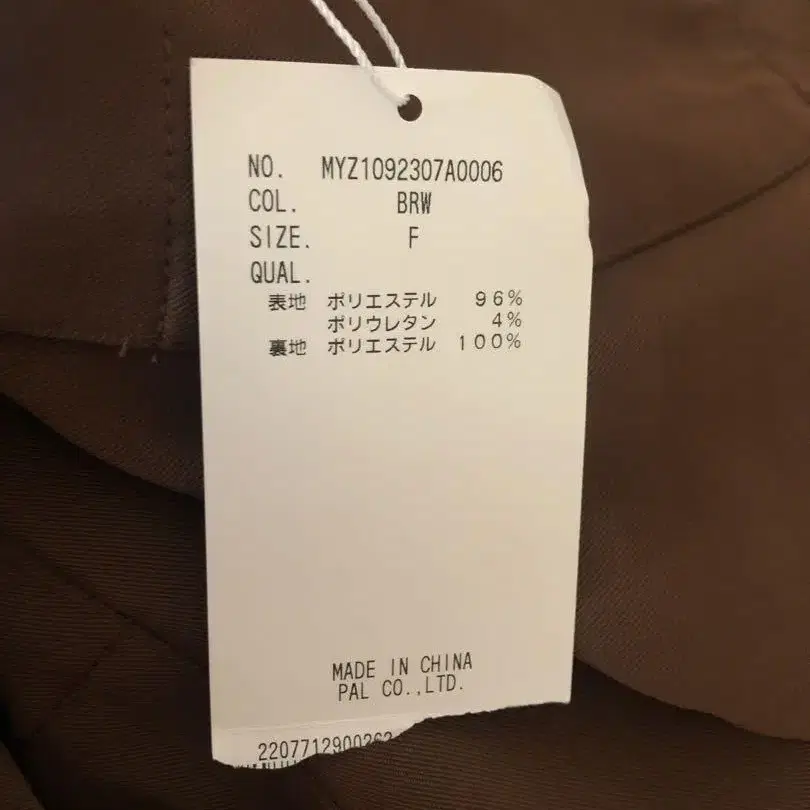 NO. MYZ1092307A0006
COL. BRW
SIZE. F
QUAL.
表地 ポリエステル 96%
ポリウレタン 4%
裏地 ポリエステル 100%
MADE IN CHINA
PAL CO.,LTD.